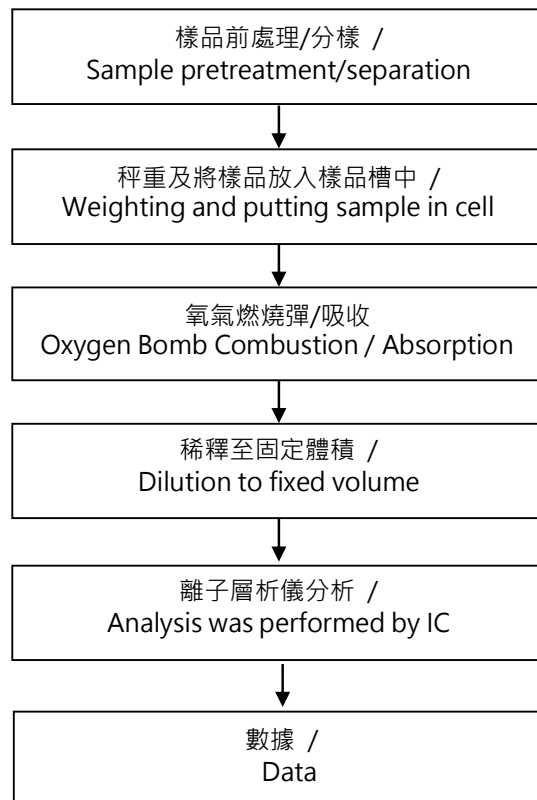 樣品前處理/分樣 /
Sample pretreatment/separation
秤重及將樣品放入樣品槽中 /
Weighting and putting sample in cell
氧氣燃燒彈/吸收
Oxygen Bomb Combustion / Absorption
稀釋至固定體積 /
Dilution to fixed volume
離子層析儀分析 /
Analysis was performed by IC
數據 /
Data